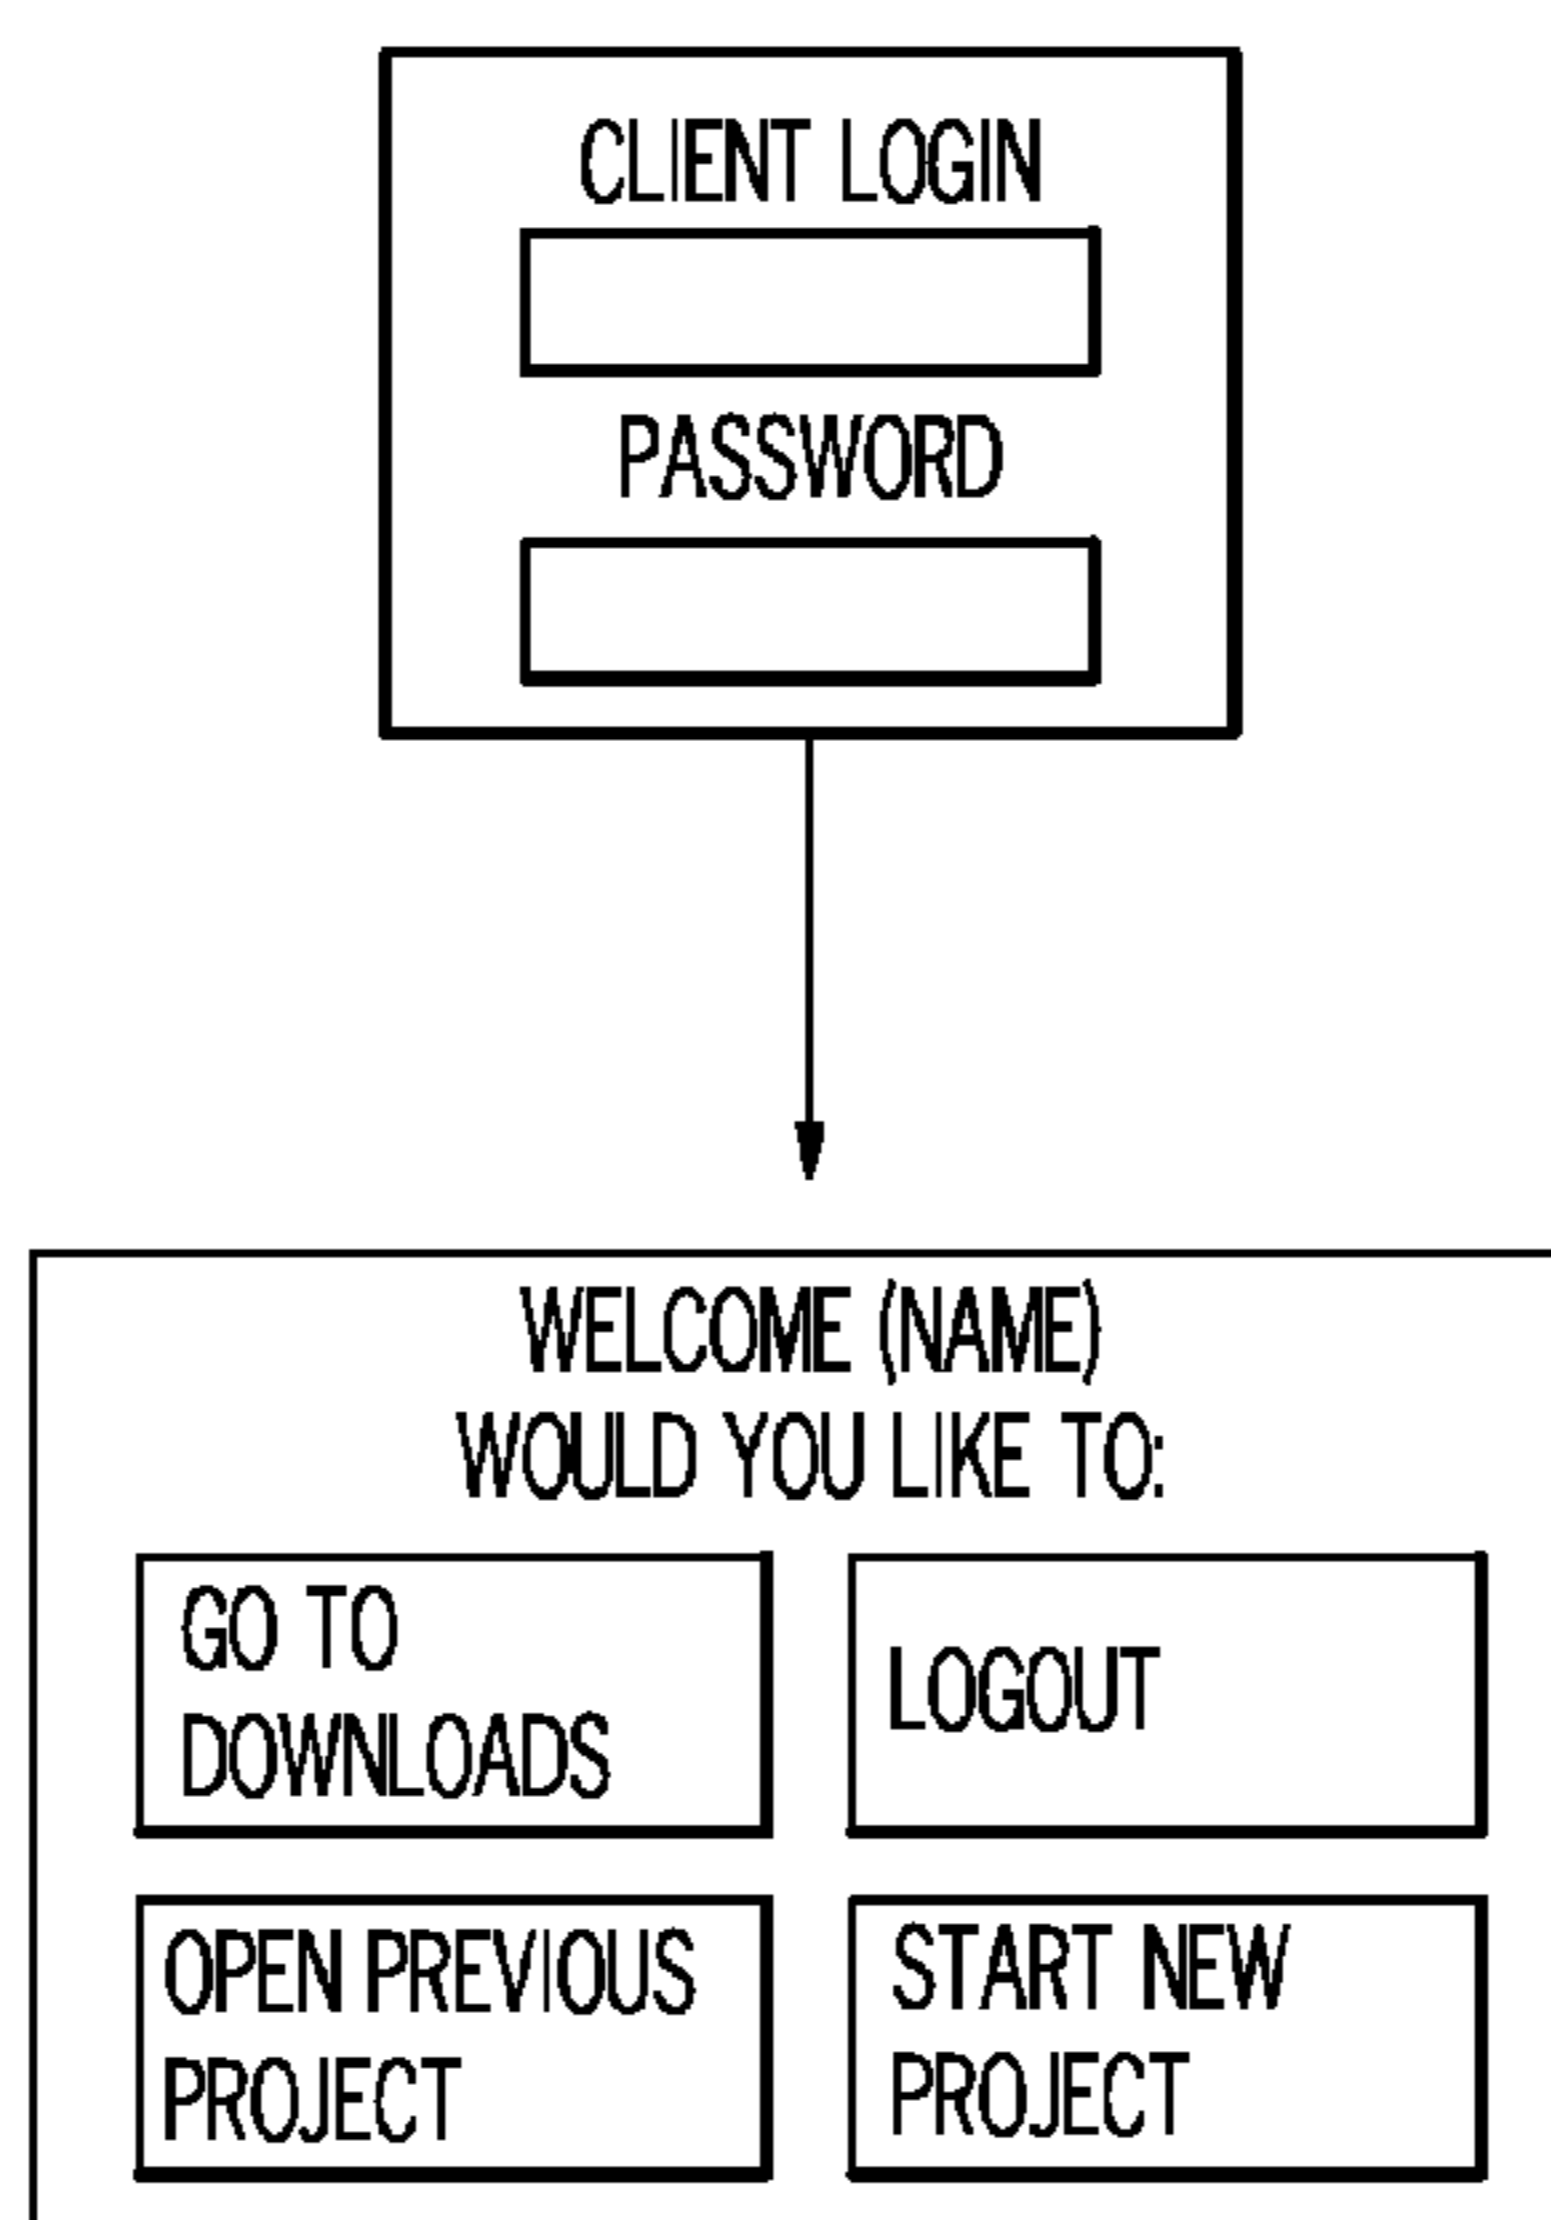 CLIENT LOGIN
PASSWORD
WELCOME (NAME)
WOULD YOU LIKE TO:
GO TO
DOWNLOADS
LOGOUT
OPEN PREVIOUS
PROJECT
START NEW
PROJECT